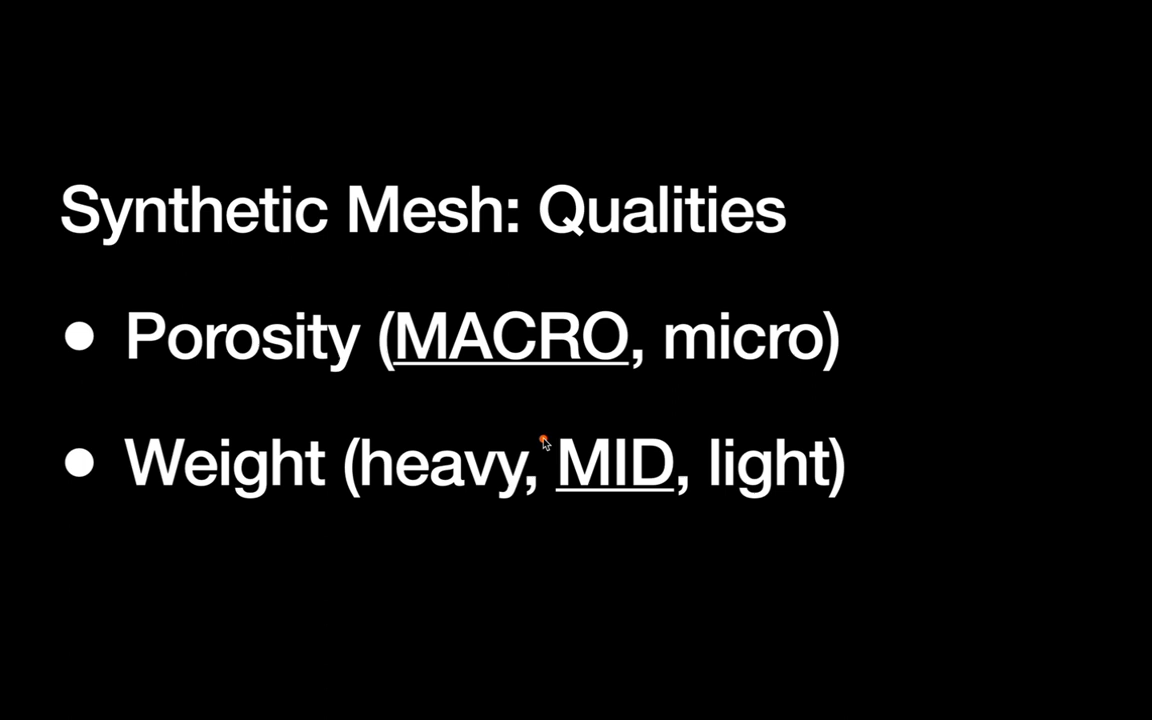 Synthetic Mesh: Qualities
• Porosity (MACRO, micro)
• Weight (heavy, MID, light)